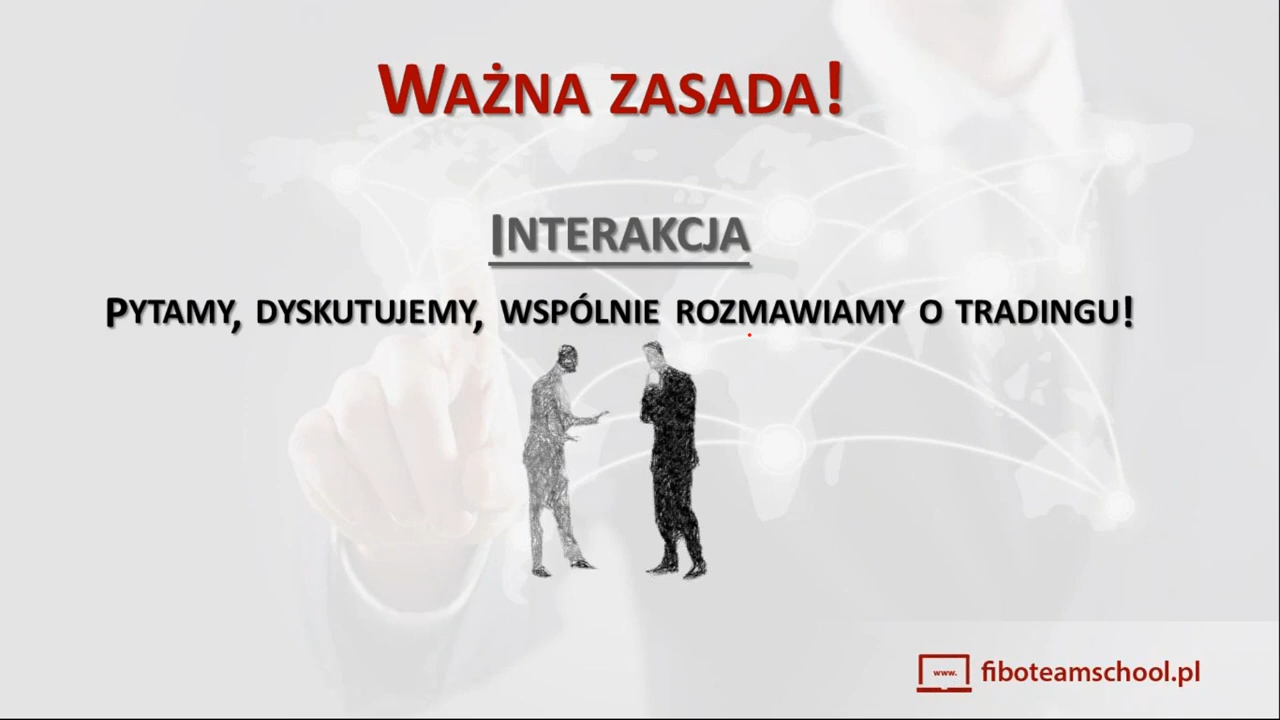 Ważna zasada!
Interakcja
Pytamy, dyskutujemy, wspólnie rozmawiamy o tradingu!
www.
fiboteamschool.pl